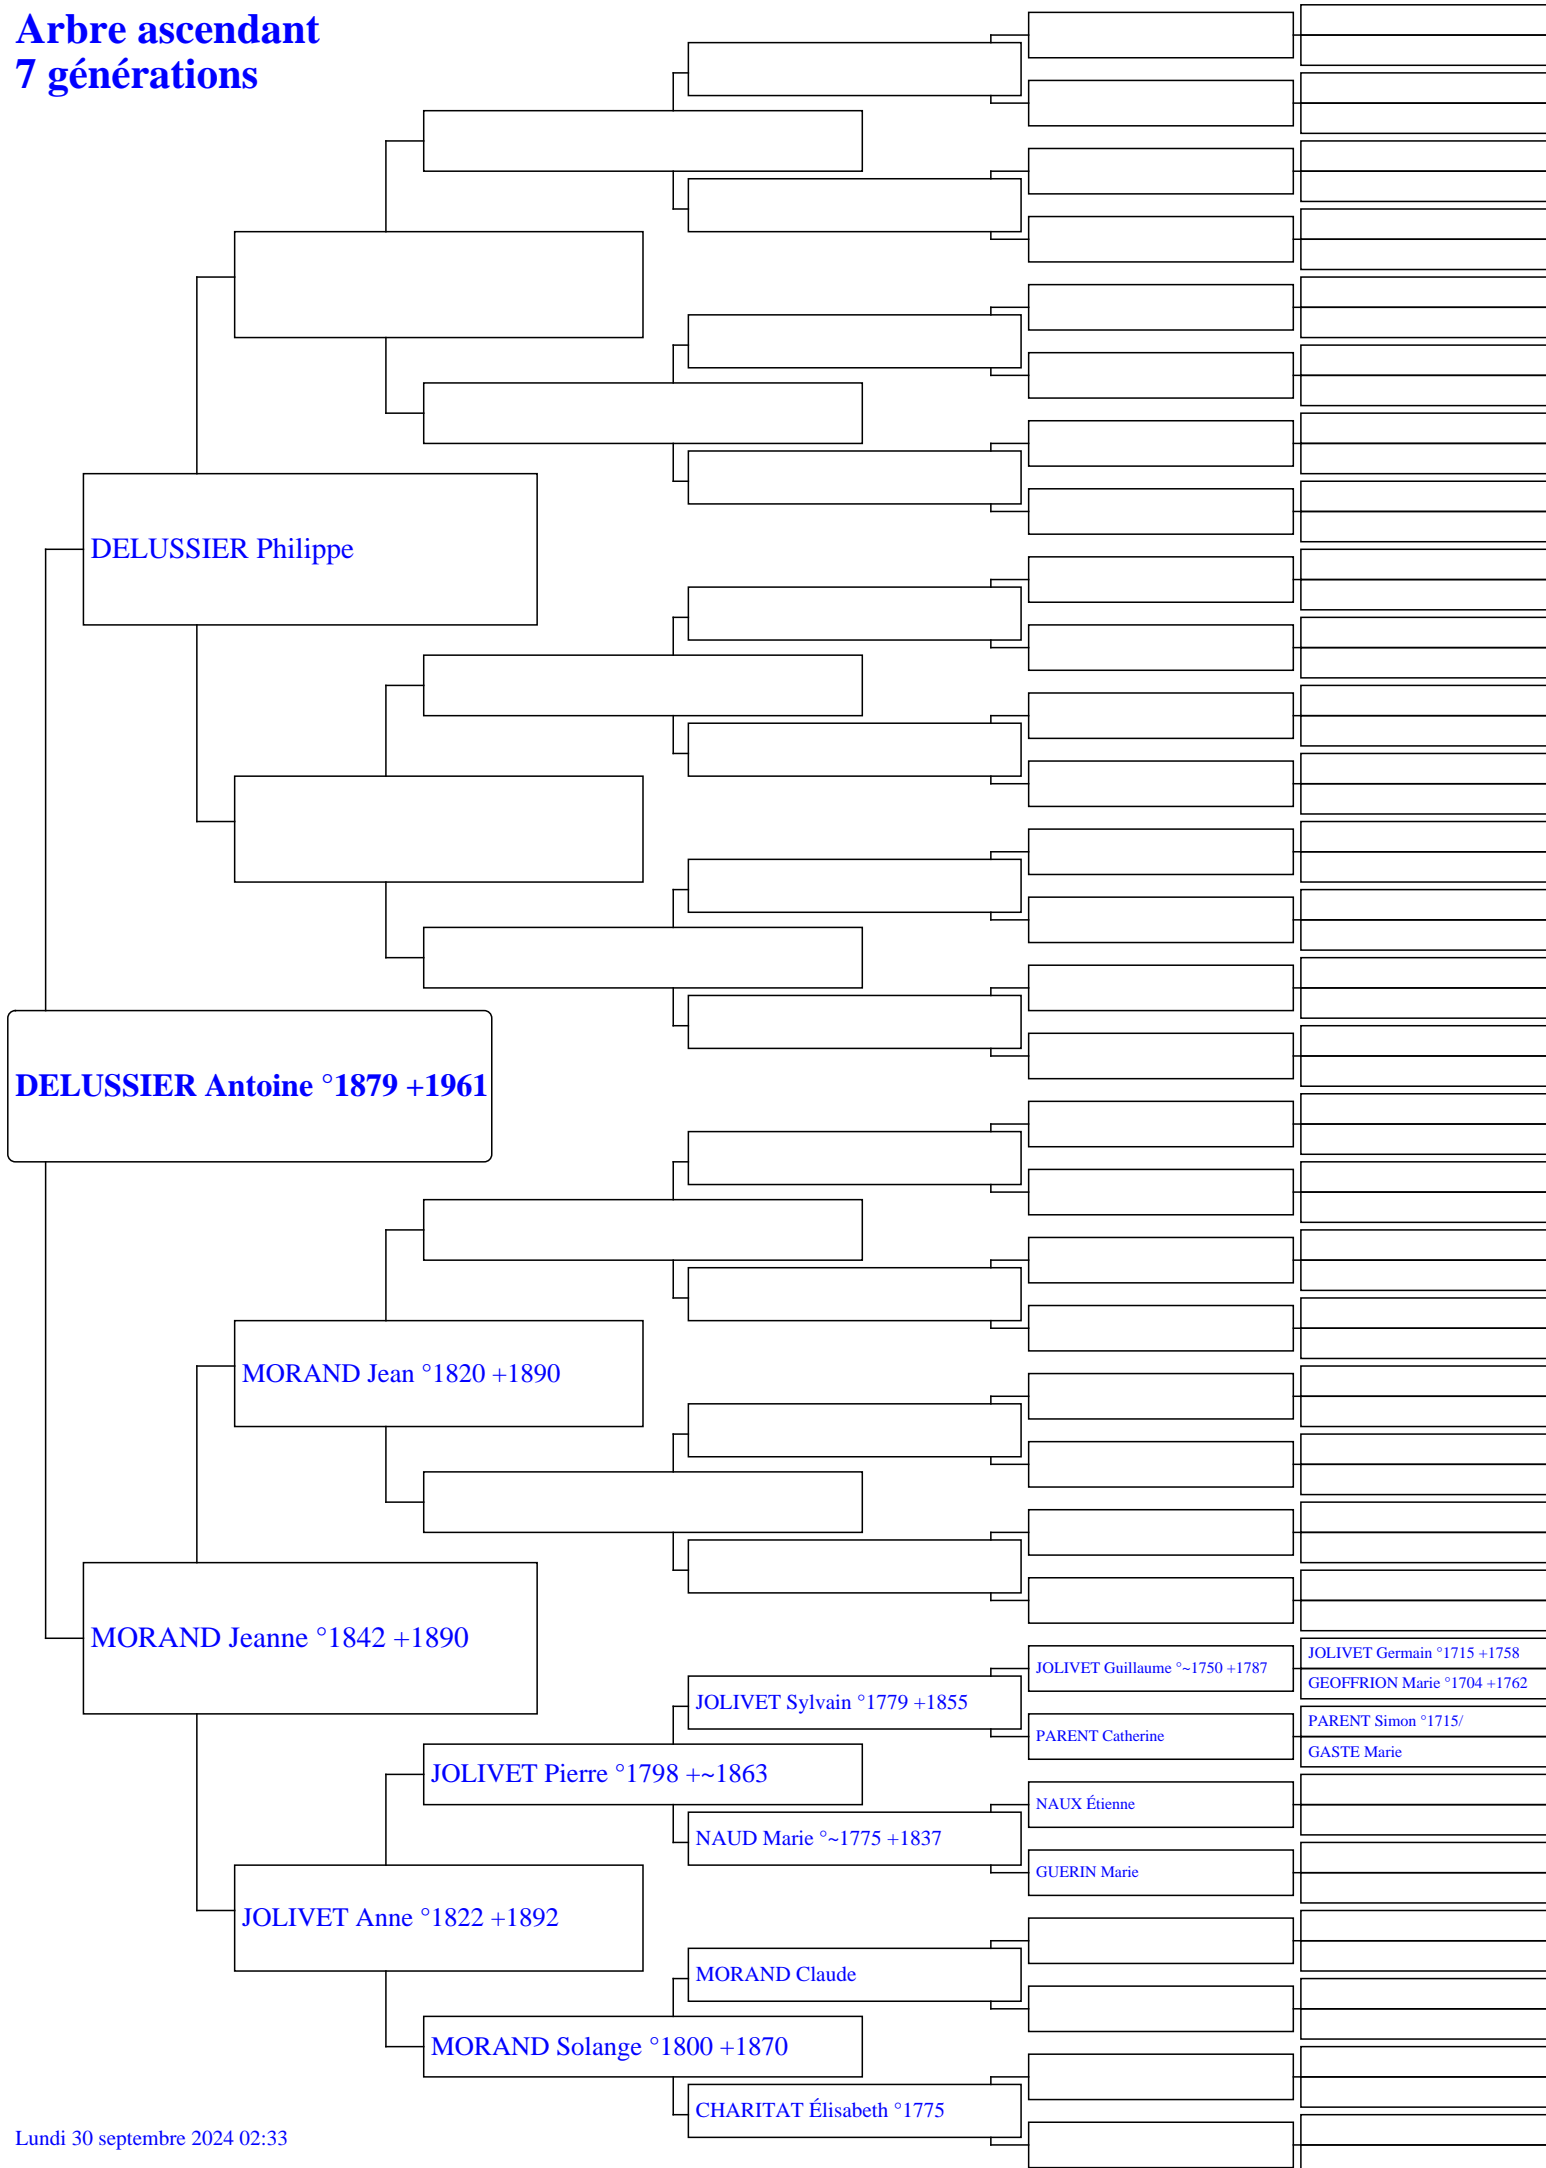 Arbre ascendant
7 générations
DELUSSIER Philippe
DELUSSIER Antoine °1879 +1961
MORAND Jean °1820 +1890
MORAND Jeanne °1842 +1890
JOLIVET Germain °1715 +1758
JOLIVET Guillaume °~1750 +1787
GEOFFRION Marie °1704 +1762
JOLIVET Sylvain °1779 +1855
PARENT Simon °1715/
PARENT Catherine
GASTE Marie
JOLIVET Pierre °1798 +~1863
NAUX Étienne
NAUD Marie °~1775 +1837
GUERIN Marie
JOLIVET Anne °1822 +1892
MORAND Claude
MORAND Solange °1800 +1870
CHARITAT Élisabeth °1775
Lundi 30 septembre 2024 02:33